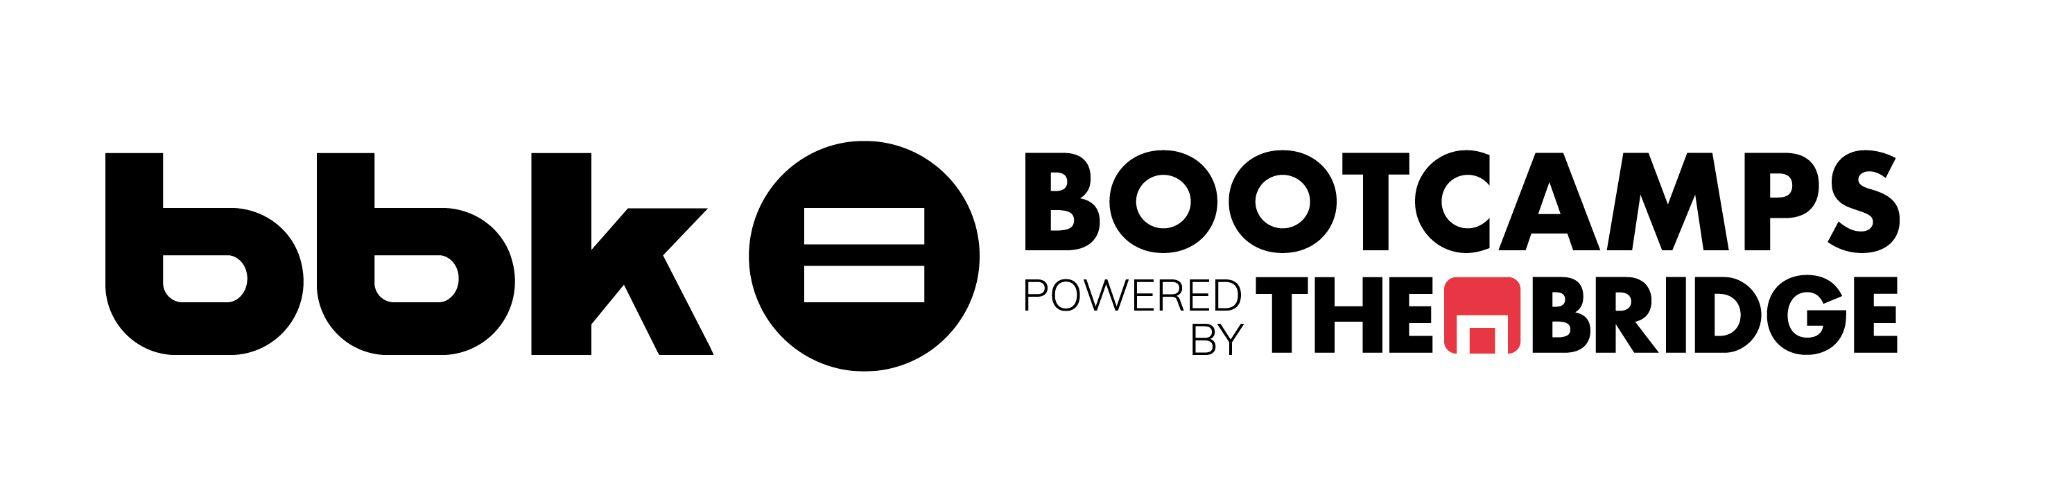 bbk =
BOOTCAMPS
POWERED BY
THE BRIDGE